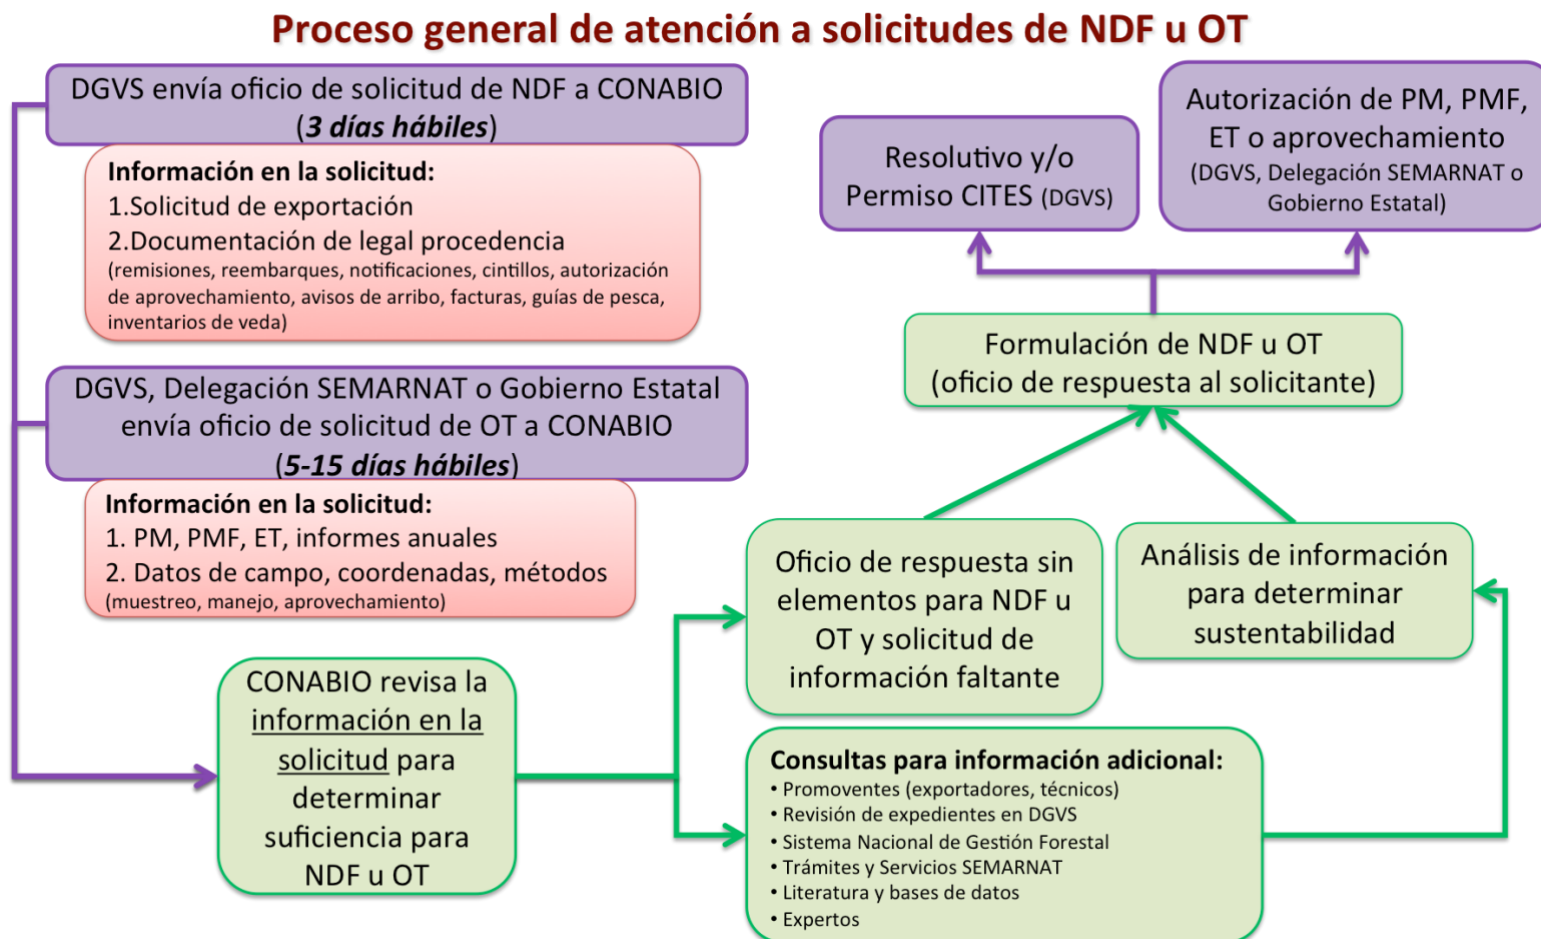 Proceso general de atención a solicitudes de NDF u OT
DGVS envía oficio de solicitud de NDF a CONABIO
(3 días hábiles)
Información en la solicitud:
1.Solicitud de exportación
2.Documentación de legal procedencia
(remisiones, reembarques, notificaciones, cintillos, autorización
de aprovechamiento, avisos de arribo, facturas, guías de pesca,
inventarios de veda)
DGVS, Delegación SEMARNAT o Gobierno Estatal
envía oficio de solicitud de OT a CONABIO
(5-15 días hábiles)
Información en la solicitud:
1. PM, PMF, ET, informes anuales
2. Datos de campo, coordenadas, métodos
(muestreo, manejo, aprovechamiento)
CONABIO revisa la
información en la
solicitud para
determinar
suficiencia para
NDF u OT
Oficio de respuesta sin
elementos para NDF u
OT y solicitud de
información faltante
Consultas para información adicional:
• Promoventes (exportadores, técnicos)
• Revisión de expedientes en DGVS
• Sistema Nacional de Gestión Forestal
• Trámites y Servicios SEMARNAT
• Literatura y bases de datos
• Expertos
Análisis de información
para determinar
sustentabilidad
Formulación de NDF u OT
(oficio de respuesta al solicitante)
Resolutivo y/o
Permiso CITES (DGVS)
Autorización de PM, PMF,
ET o aprovechamiento
(DGVS, Delegación SEMARNAT o
Gobierno Estatal)